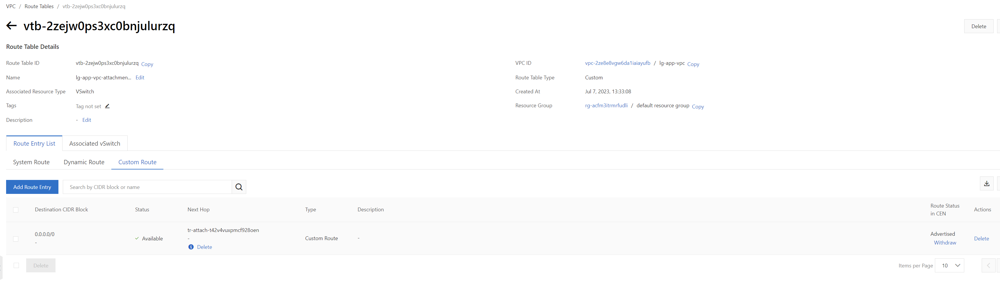 VPC / Route Tables / vtb-2zejw0ps3xc0bnjulurzq
vtb-2zejw0ps3xc0bnjulurzq
Delete
Route Table Details
Route Table ID vtb-2zejw0ps3xc0bnjulurzq Copy
VPC ID vpc-2ze8e8vgw6da1iaiayufb / lg-app-vpc Copy
Name lg-app-vpc-attachmen... Edit
Route Table Type Custom
Associated Resource Type VSwitch
Created At Jul 7, 2023, 13:33:08
Tags Tag not set
Resource Group rg-acfm3itrmrfudli / default resource group Copy
Description - Edit
Route Entry List Associated vSwitch
System Route Dynamic Route Custom Route
Add Route Entry Search by CIDR block or name
Destination CIDR Block Status Next Hop Type Description Route Status in CEN Actions
0.0.0.0/0
-
Available
tr-attach-t42v4vuxpmcf928oen
-
Delete
Custom Route
-
Advertised
Withdraw
Delete
Delete
Items per Page 10